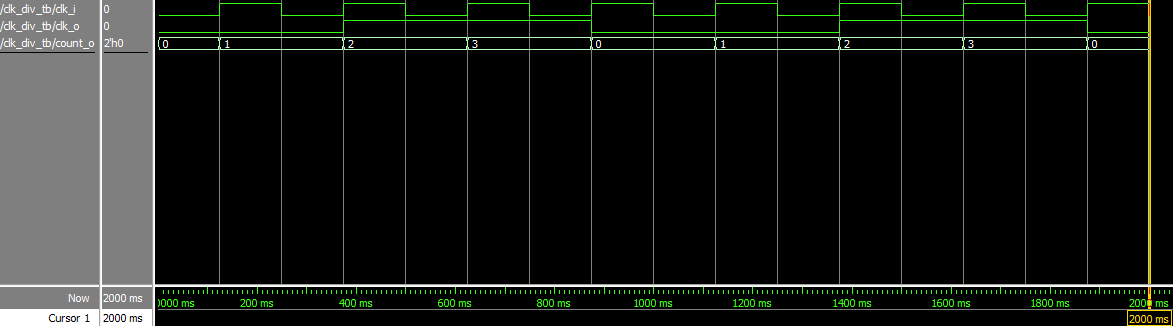 /clk_div_tb/clk_i 0
/clk_div_tb/clk_o 0
/clk_div_tb/count_o 2'h0 0 1 2 3 0 1 2 3 0
Now 2000 ms 0000 ms 200 ms 400 ms 600 ms 800 ms 1000 ms 1200 ms 1400 ms 1600 ms 1800 ms 2000 ms
Cursor 1 2000 ms 2000 ms